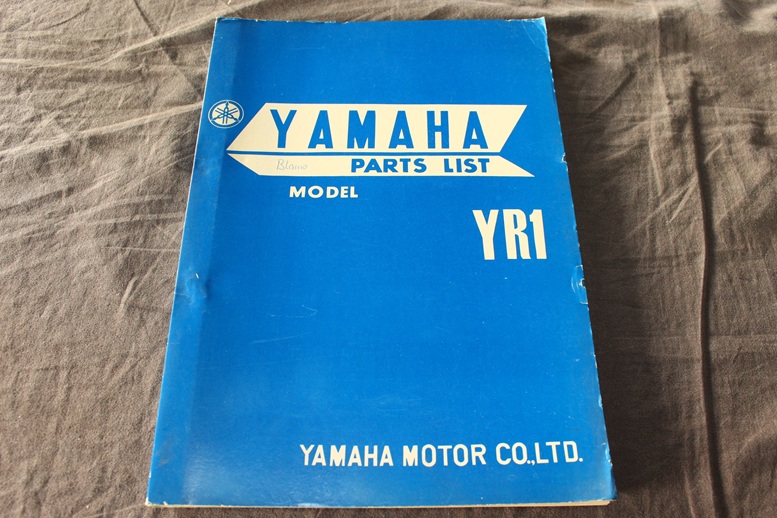 YAMAHA
PARTS LIST
MODEL
YR1
YAMAHA MOTOR CO.,LTD.